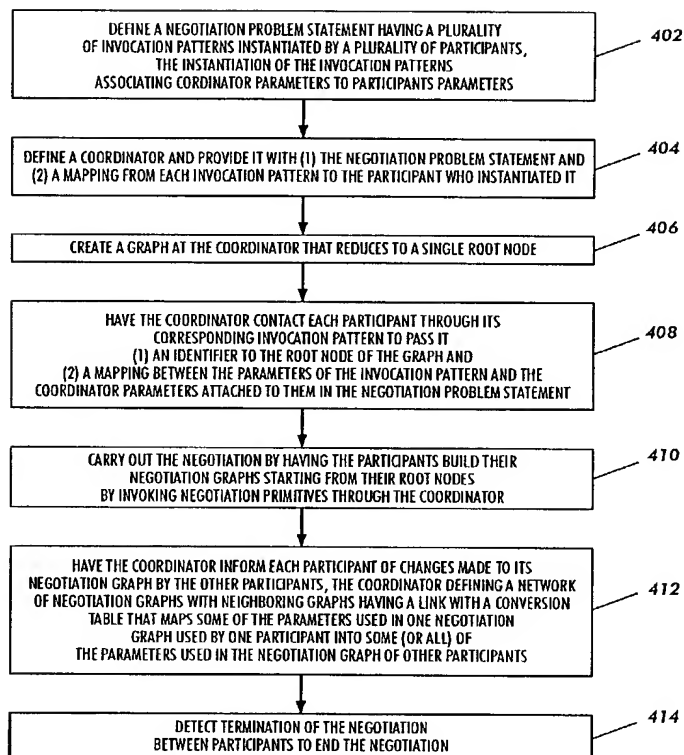 DEFINE A NEGOTIATION PROBLEM STATEMENT HAVING A PLURALITY
OF INVOCATION PATTERNS INSTANTIATED BY A PLURALITY OF PARTICIPANTS,
THE INSTANTIATION OF THE INVOCATION PATTERNS
ASSOCIATING CORDINATOR PARAMETERS TO PARTICIPANTS PARAMETERS
402
DEFINE A COORDINATOR AND PROVIDE IT WITH (1) THE NEGOTIATION PROBLEM STATEMENT AND
(2) A MAPPING FROM EACH INVOCATION PATTERN TO THE PARTICIPANT WHO INSTANTIATED IT
404
CREATE A GRAPH AT THE COORDINATOR THAT REDUCES TO A SINGLE ROOT NODE
406
HAVE THE COORDINATOR CONTACT EACH PARTICIPANT THROUGH ITS
CORRESPONDING INVOCATION PATTERN TO PASS IT
(1) AN IDENTIFIER TO THE ROOT NODE OF THE GRAPH AND
(2) A MAPPING BETWEEN THE PARAMETERS OF THE INVOCATION PATTERN AND THE
COORDINATOR PARAMETERS ATTACHED TO THEM IN THE NEGOTIATION PROBLEM STATEMENT
408
CARRY OUT THE NEGOTIATION BY HAVING THE PARTICIPANTS BUILD THEIR
NEGOTIATION GRAPHS STARTING FROM THEIR ROOT NODES
BY INVOKING NEGOTIATION PRIMITIVES THROUGH THE COORDINATOR
410
HAVE THE COORDINATOR INFORM EACH PARTICIPANT OF CHANGES MADE TO ITS
NEGOTIATION GRAPH BY THE OTHER PARTICIPANTS, THE COORDINATOR DEFINING A NETWORK
OF NEGOTIATION GRAPHS WITH NEIGHBORING GRAPHS HAVING A LINK WITH A CONVERSION
TABLE THAT MAPS SOME OF THE PARAMETERS USED IN ONE NEGOTIATION
GRAPH USED BY ONE PARTICIPANT INTO SOME (OR ALL) OF
THE PARAMETERS USED IN THE NEGOTIATION GRAPH OF OTHER PARTICIPANTS
412
DETECT TERMINATION OF THE NEGOTIATION
BETWEEN PARTICIPANTS TO END THE NEGOTIATION
414